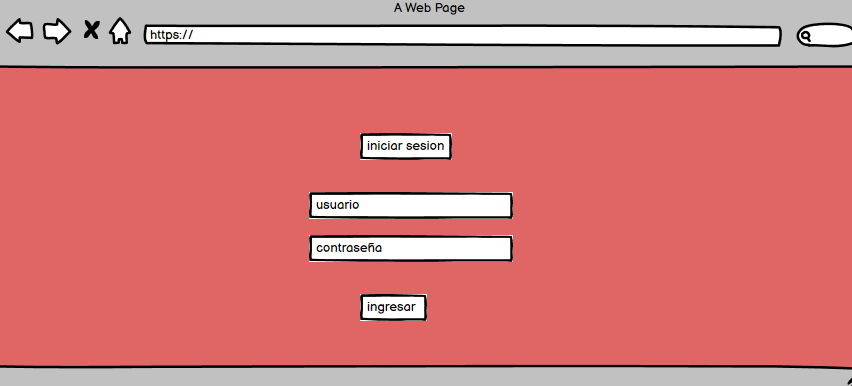 A Web Page
https://
iniciar sesion
usuario
contraseña
ingresar